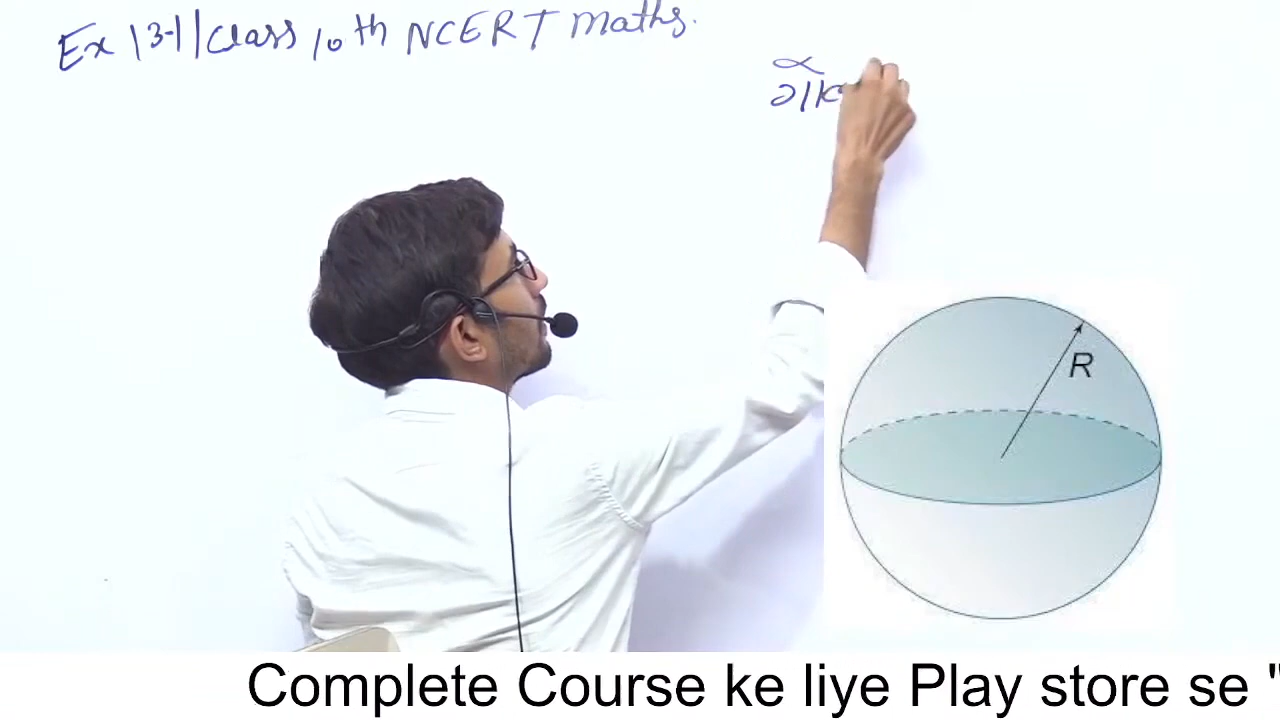 Ex 13.1 || Class 10th NCERT Maths.
R
Complete Course ke liye Play store se "